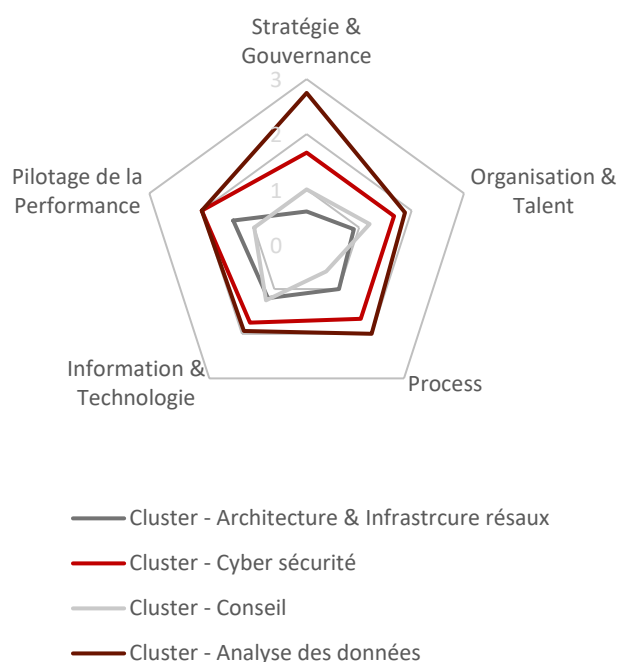 Stratégie &
Gouvernance
3
2
1
0
Organisation &
Talent
Process
Information &
Technologie
Pilotage de la
Performance
Cluster - Architecture & Infrastrcure résaux
Cluster - Cyber sécurité
Cluster - Conseil
Cluster - Analyse des données